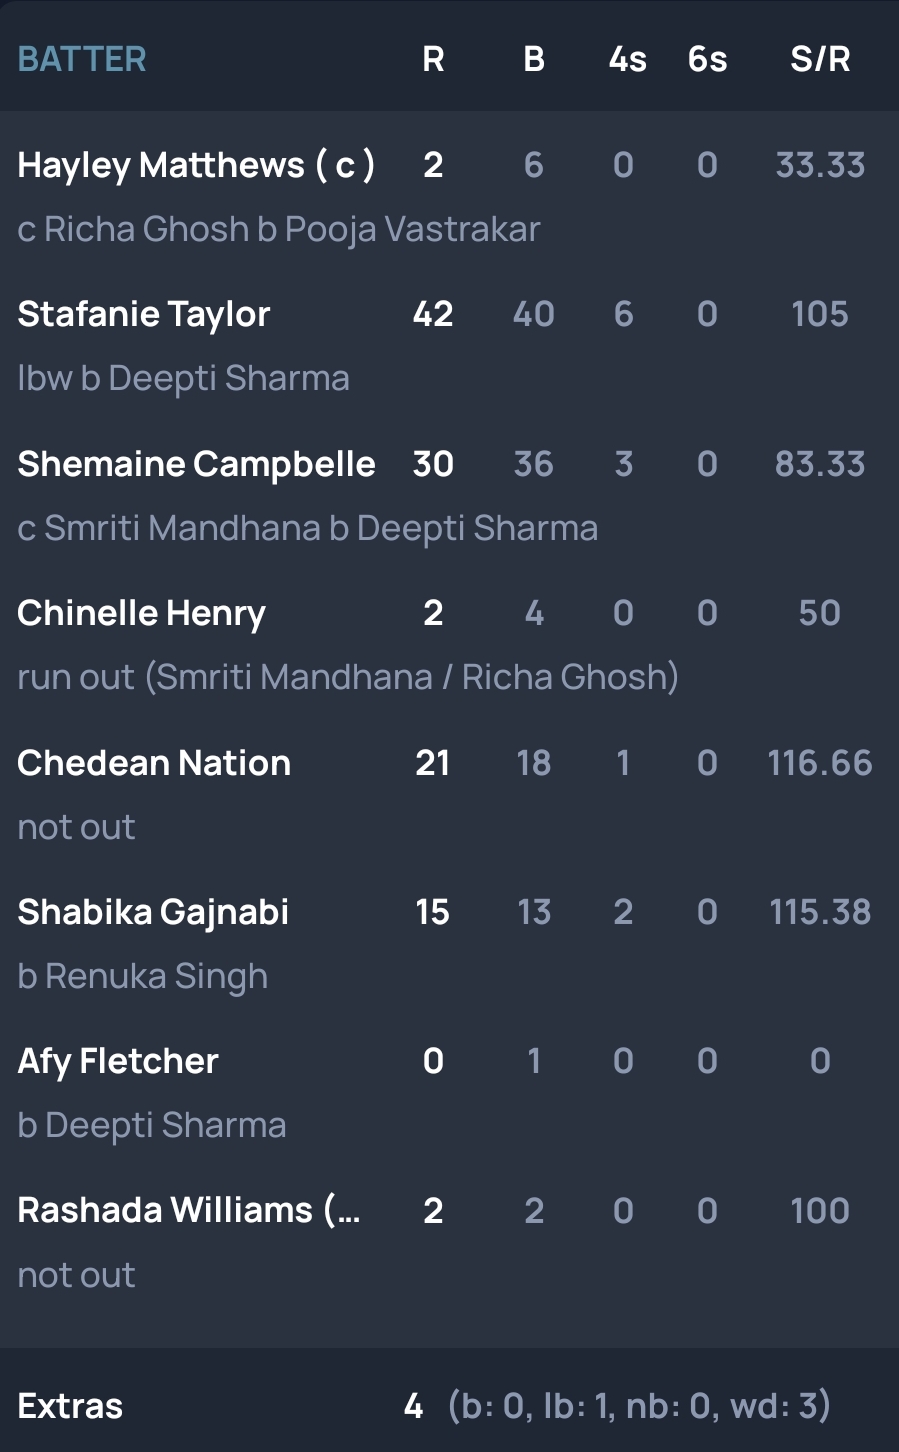 BATTER R B 4s 6s S/R
Hayley Matthews ( c ) 2 6 0 0 33.33
c Richa Ghosh b Pooja Vastrakar
Stafanie Taylor 42 40 6 0 105
lbw b Deepti Sharma
Shemaine Campbelle 30 36 3 0 83.33
c Smriti Mandhana b Deepti Sharma
Chinelle Henry 2 4 0 0 50
run out (Smriti Mandhana / Richa Ghosh)
Chedean Nation 21 18 1 0 116.66
not out
Shabika Gajnabi 15 13 2 0 115.38
b Renuka Singh
Afy Fletcher 0 1 0 0 0
b Deepti Sharma
Rashada Williams (... 2 2 0 0 100
not out
Extras 4 (b: 0, lb: 1, nb: 0, wd: 3)